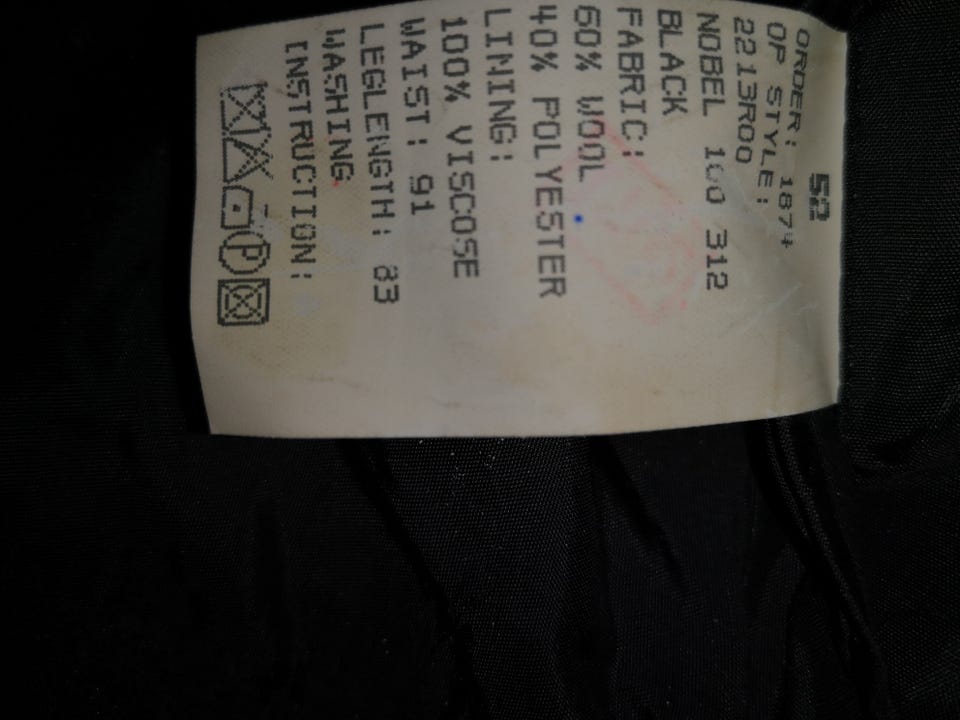 52
ORDER: 1874
OP STYLE:
2213R00
NOBEL 100 312
BLACK
FABRIC:
60% WOOL
40% POLYESTER
LINING:
100% VISCOSE
WAIST: 91
LEGLENGTH: 83
WASHING
INSTRUCTION:
P